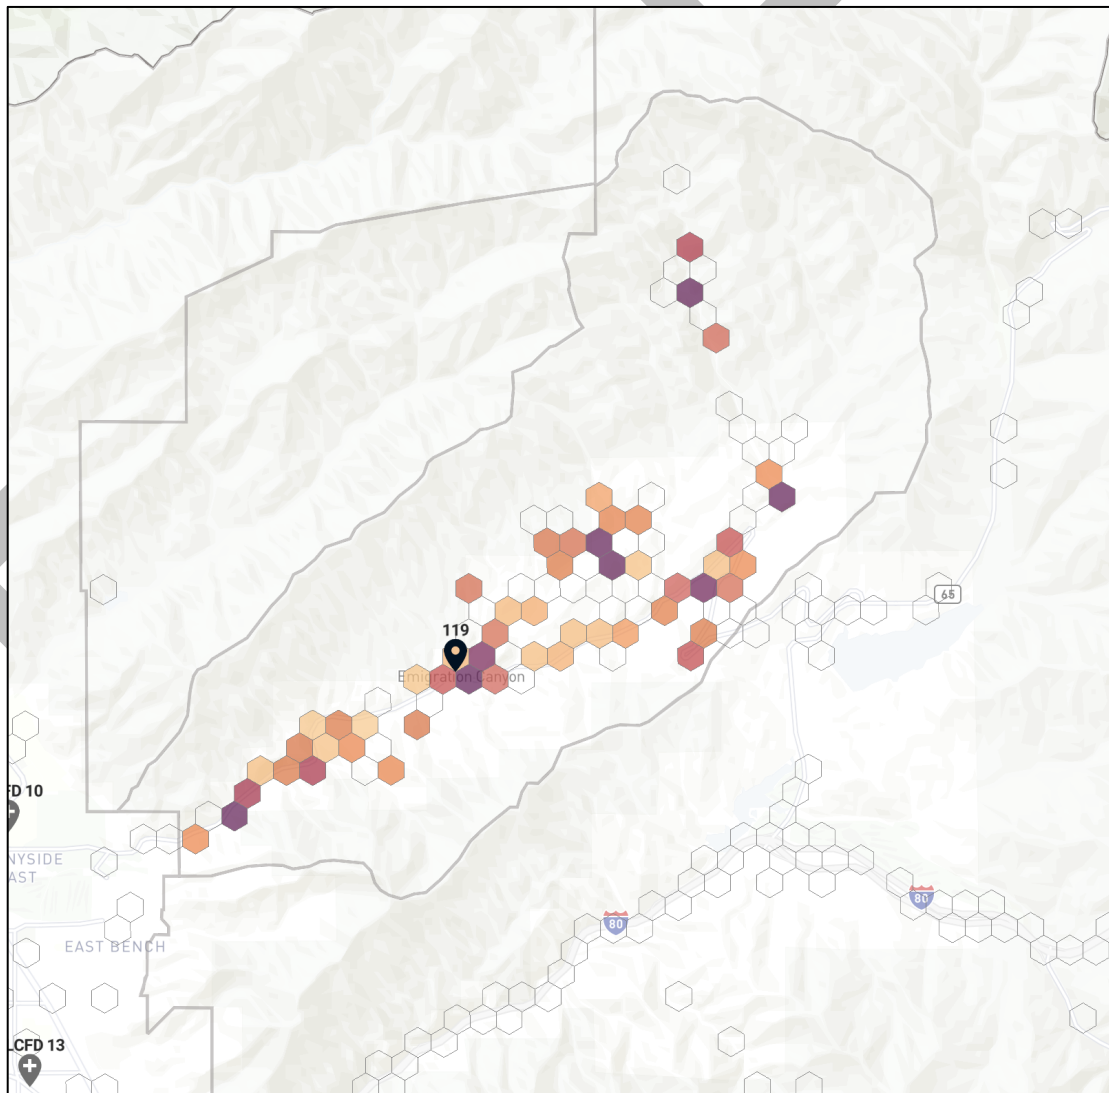 65
119
Emigration Canyon
FD 10
NYSIDE
AST
80
80
EAST BENCH
LCFD 13